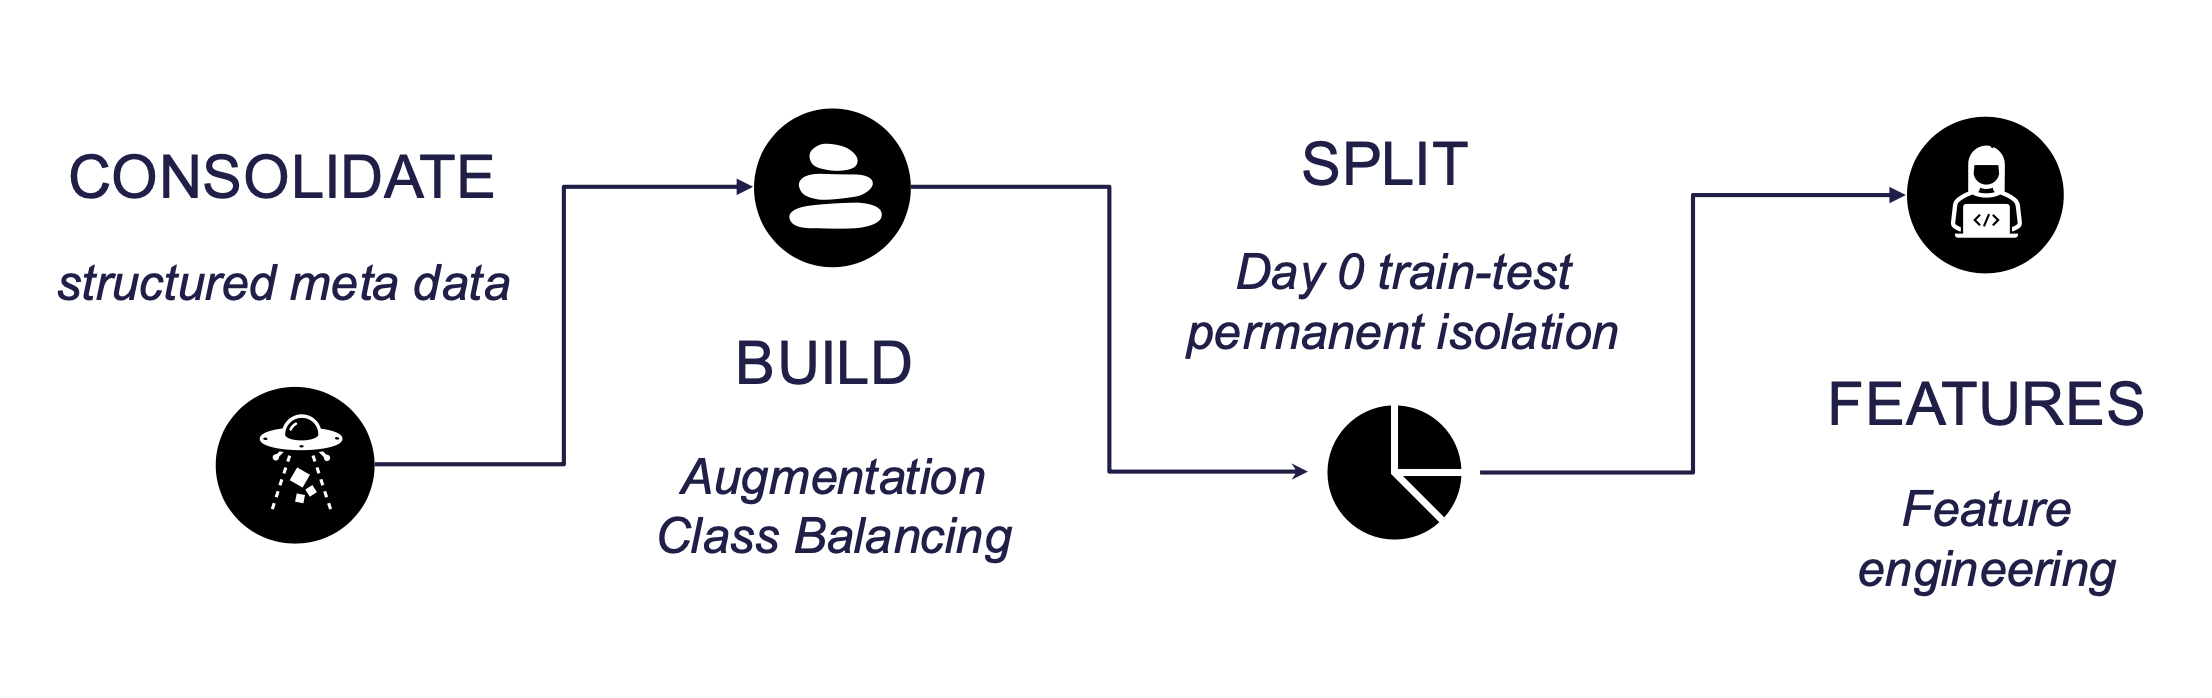 CONSOLIDATE
structured meta data
BUILD
Augmentation
Class Balancing
SPLIT
Day 0 train-test
permanent isolation
FEATURES
Feature
engineering